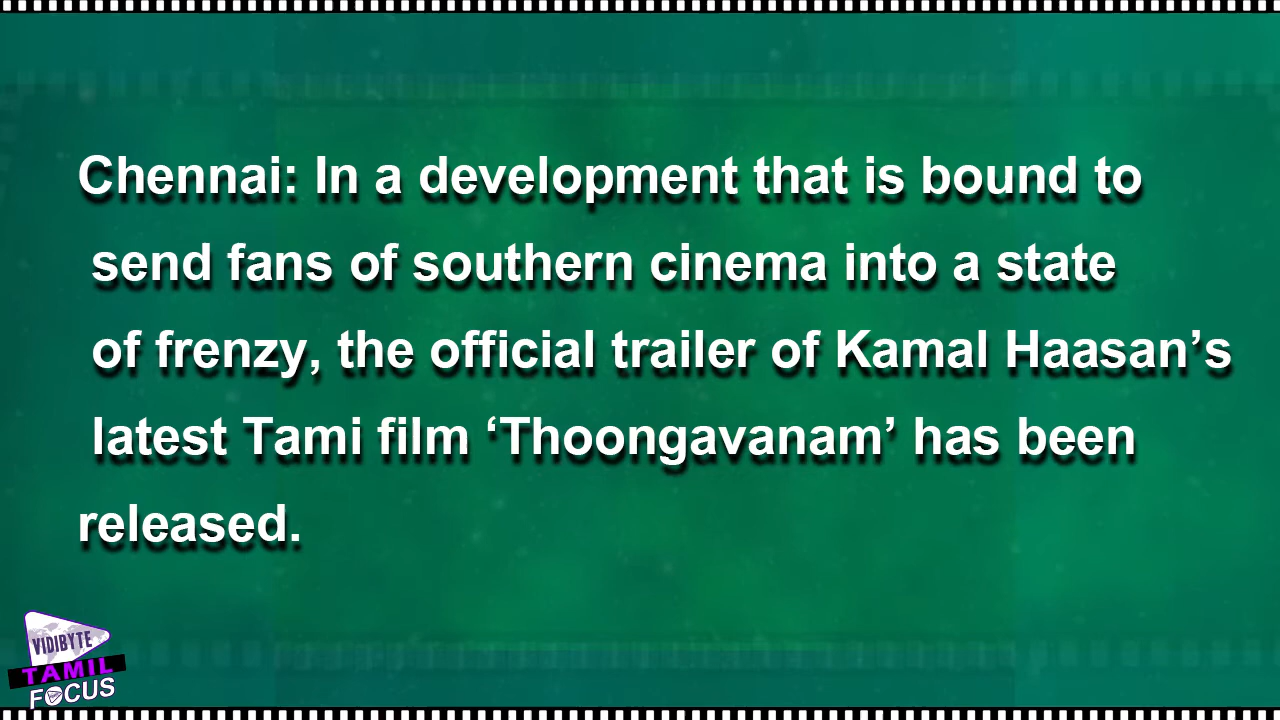 Chennai: In a development that is bound to
send fans of southern cinema into a state
of frenzy, the official trailer of Kamal Haasan’s
latest Tami film ‘Thoongavanam’ has been
released.
VIDIBYTE
TAMIL
FOCUS